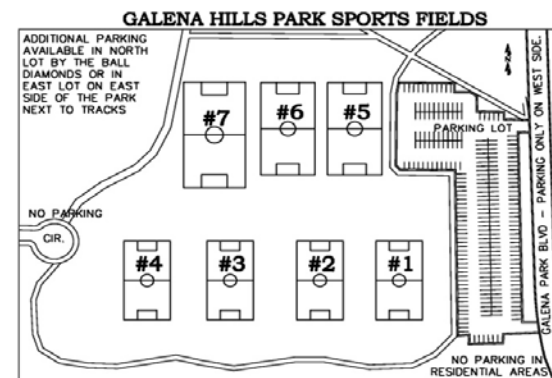 GALENA HILLS PARK SPORTS FIELDS
ADDITIONAL PARKING
AVAILABLE IN NORTH
LOT BY THE BALL
DIAMONDS OR IN
EAST LOT ON EAST
SIDE OF THE PARK
NEXT TO TRACKS
N
#7
#6
#5
PARKING LOT
GALENA PARK BLVD – PARKING ONLY ON WEST SIDE.
NO PARKING
CIR.
#4
#3
#2
#1
NO PARKING IN
RESIDENTIAL AREAS